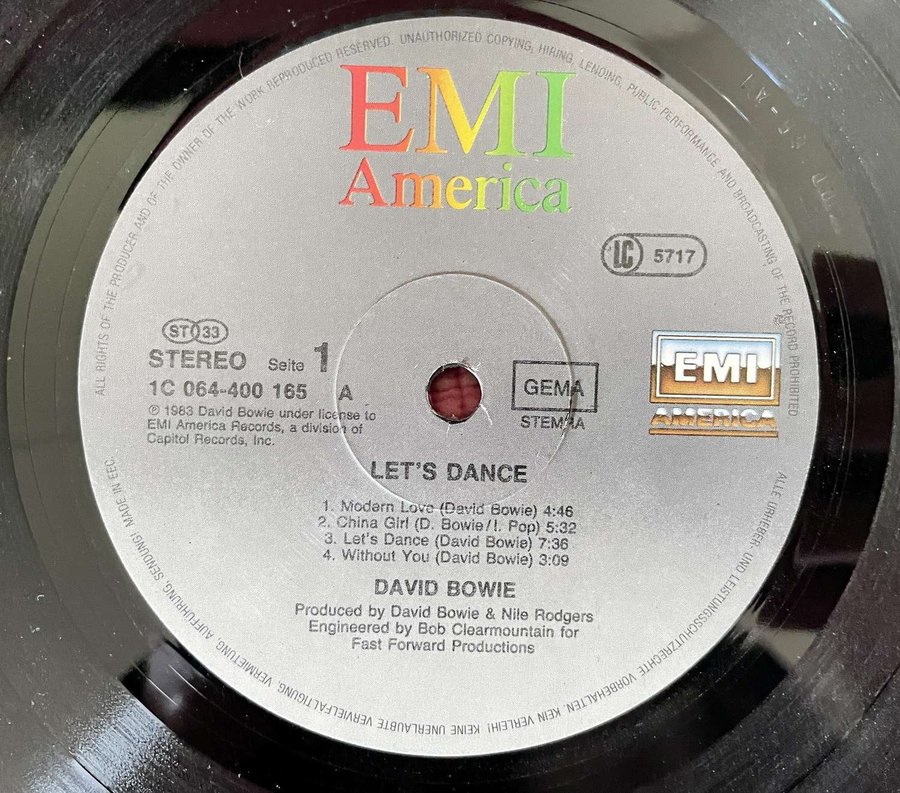 ALL RIGHTS OF THE PRODUCER AND OF THE OWNER OF THE WORK REPRODUCED RESERVED. UNAUTHORIZED COPYING, HIRING, LENDING, PUBLIC PERFORMANCE AND BROADCASTING OF THE RECORD PROHIBITED
EMI
America
LC 5717
ST 33
STEREO Seite 1
1C 064-400 165 A
℗ 1983 David Bowie under license to
EMI America Records, a division of
Capitol Records, Inc.
GEMA
STEMRA
EMI
AMERICA
LET'S DANCE
1. Modern Love (David Bowie) 4:46
2. China Girl (D. Bowie/I. Pop) 5:32
3. Let's Dance (David Bowie) 7:36
4. Without You (David Bowie) 3:09
DAVID BOWIE
Produced by David Bowie & Nile Rodgers
Engineered by Bob Clearmountain for
Fast Forward Productions
ALLE URHEBER- UND LEISTUNGSSCHUTZRECHTE VORBEHALTEN. KEIN VERLEIH! KEINE UNERLAUBTE VERVIELFÄLTIGUNG, VERMIETUNG, AUFFÜHRUNG, SENDUNG! MADE IN EEC.